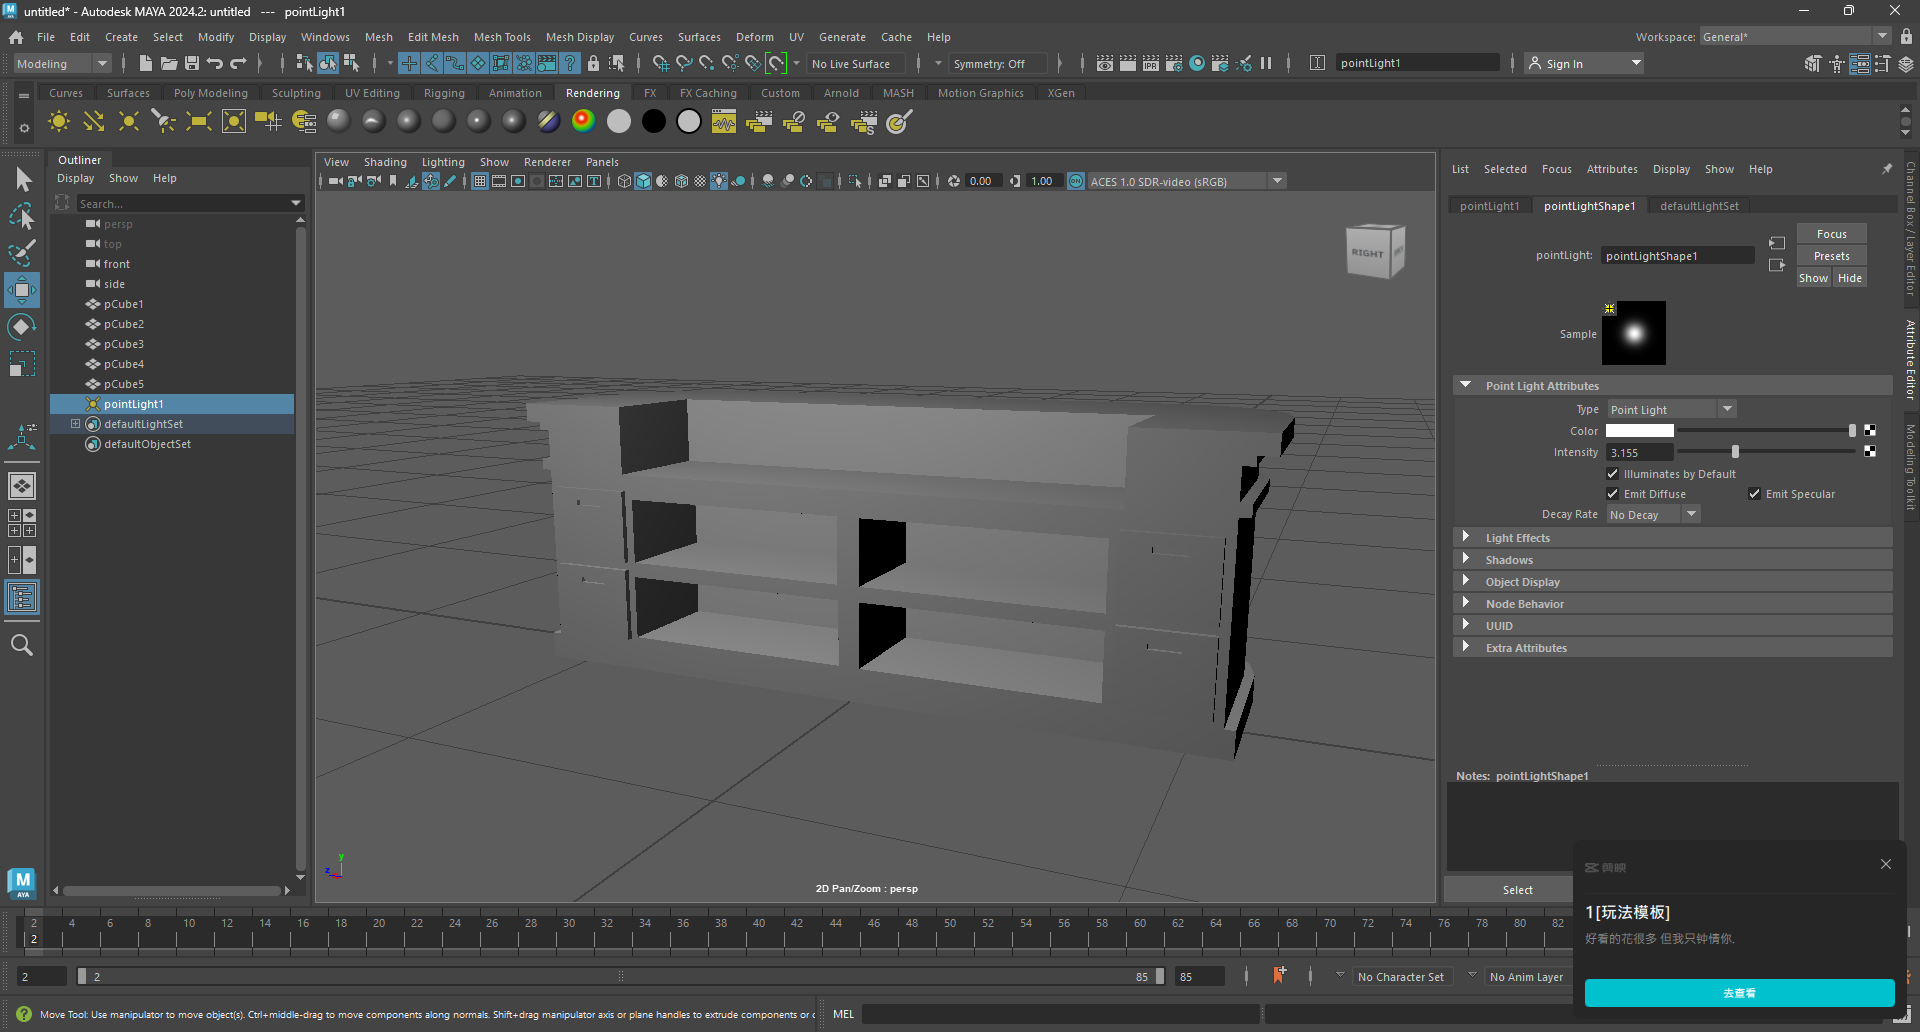 untitled* - Autodesk MAYA 2024.2: untitled   ---   pointLight1
File Edit Create Select Modify Display Windows Mesh Edit Mesh Mesh Tools Mesh Display Curves Surfaces Deform UV Generate Cache Help
Workspace: General*
Modeling
No Live Surface
Symmetry: Off
IPR
pointLight1
Sign In
Curves Surfaces Poly Modeling Sculpting UV Editing Rigging Animation Rendering FX FX Caching Custom Arnold MASH Motion Graphics XGen
Outliner
Display Show Help
Search...
persp
top
front
side
pCube1
pCube2
pCube3
pCube4
pCube5
pointLight1
defaultLightSet
defaultObjectSet
View Shading Lighting Show Renderer Panels
0.00
1.00
ACES 1.0 SDR-video (sRGB)
RIGHT
y
z
2D Pan/Zoom : persp
List Selected Focus Attributes Display Show Help
pointLight1 pointLightShape1 defaultLightSet
Focus
pointLight: pointLightShape1
Presets
Show Hide
Sample
Point Light Attributes
Type Point Light
Color
Intensity 3.155
Illuminates by Default
Emit Diffuse Emit Specular
Decay Rate No Decay
Light Effects
Shadows
Object Display
Node Behavior
UUID
Extra Attributes
Notes: pointLightShape1
Select
Channel Box / Layer Editor
Attribute Editor
Modeling Toolkit
M
AYA
剪映
1[玩法模板]
好看的花很多 但我只钟情你.
去查看
2 4 6 8 10 12 14 16 18 20 22 24 26 28 30 32 34 36 38 40 42 44 46 48 50 52 54 56 58 60 62 64 66 68 70 72 74 76 78 80 82
2
2
2
85
85
No Character Set
No Anim Layer
Move Tool: Use manipulator to move object(s). Ctrl+middle-drag to move components along normals. Shift+drag manipulator axis or plane handles to extrude components or
MEL